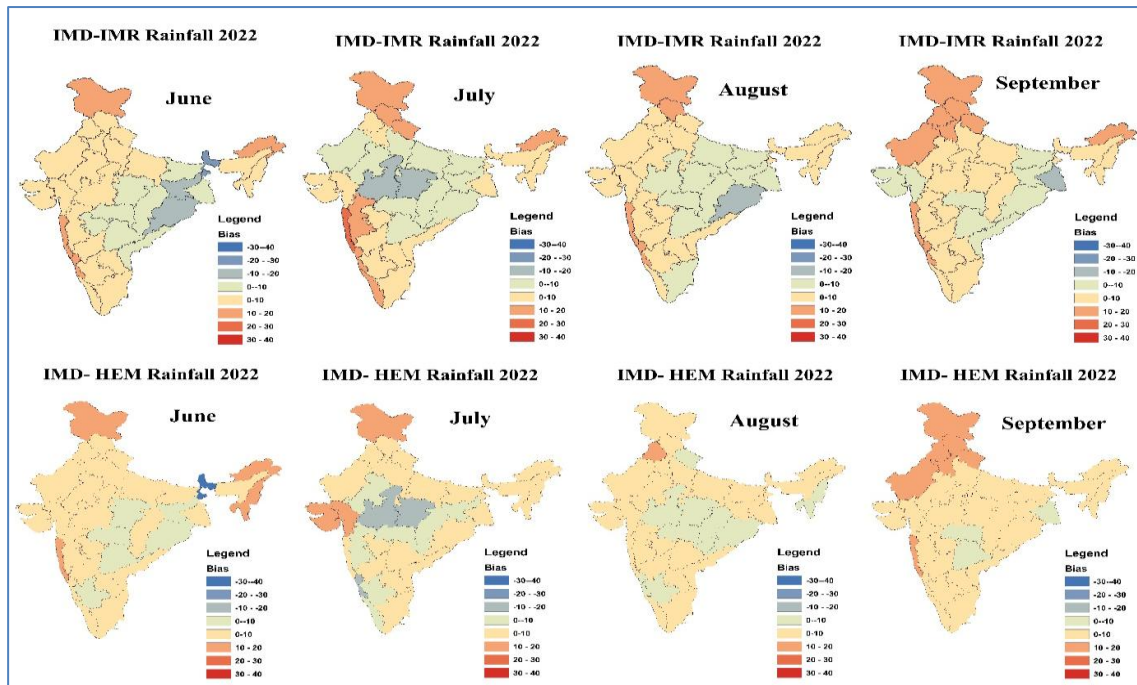 IMD-IMR Rainfall 2022
June
Legend
Bias
-30--40
-20 - -30
-10 - -20
0--10
0-10
10 - 20
20 - 30
30 - 40
IMD-IMR Rainfall 2022
July
Legend
Bias
-30--40
-20 - -30
-10 - -20
0--10
0-10
10 - 20
20 - 30
30 - 40
IMD-IMR Rainfall 2022
August
Legend
Bias
-30--40
-20 - -30
-10 - -20
0--10
0-10
10 - 20
20 - 30
30 - 40
IMD-IMR Rainfall 2022
September
Legend
Bias
-30--40
-20 - -30
-10 - -20
0--10
0-10
10 - 20
20 - 30
30 - 40
IMD- HEM Rainfall 2022
June
Legend
Bias
-30--40
-20 - -30
-10 - -20
0--10
0-10
10 - 20
20 - 30
30 - 40
IMD- HEM Rainfall 2022
July
Legend
Bias
-30--40
-20 - -30
-10 - -20
0--10
0-10
10 - 20
20 - 30
30 - 40
IMD- HEM Rainfall 2022
August
Legend
Bias
-30--40
-20 - -30
-10 - -20
0--10
0-10
10 - 20
20 - 30
30 - 40
IMD- HEM Rainfall 2022
September
Legend
Bias
-30--40
-20 - -30
-10 - -20
0--10
0-10
10 - 20
20 - 30
30 - 40